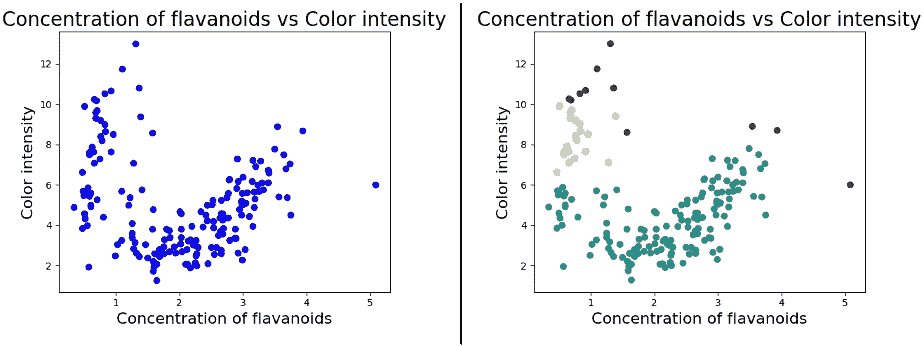 Concentration of flavanoids vs Color intensity
Color intensity
12
10
8
6
4
2
1 2 3 4 5
Concentration of flavanoids
Concentration of flavanoids vs Color intensity
Color intensity
12
10
8
6
4
2
1 2 3 4 5
Concentration of flavanoids